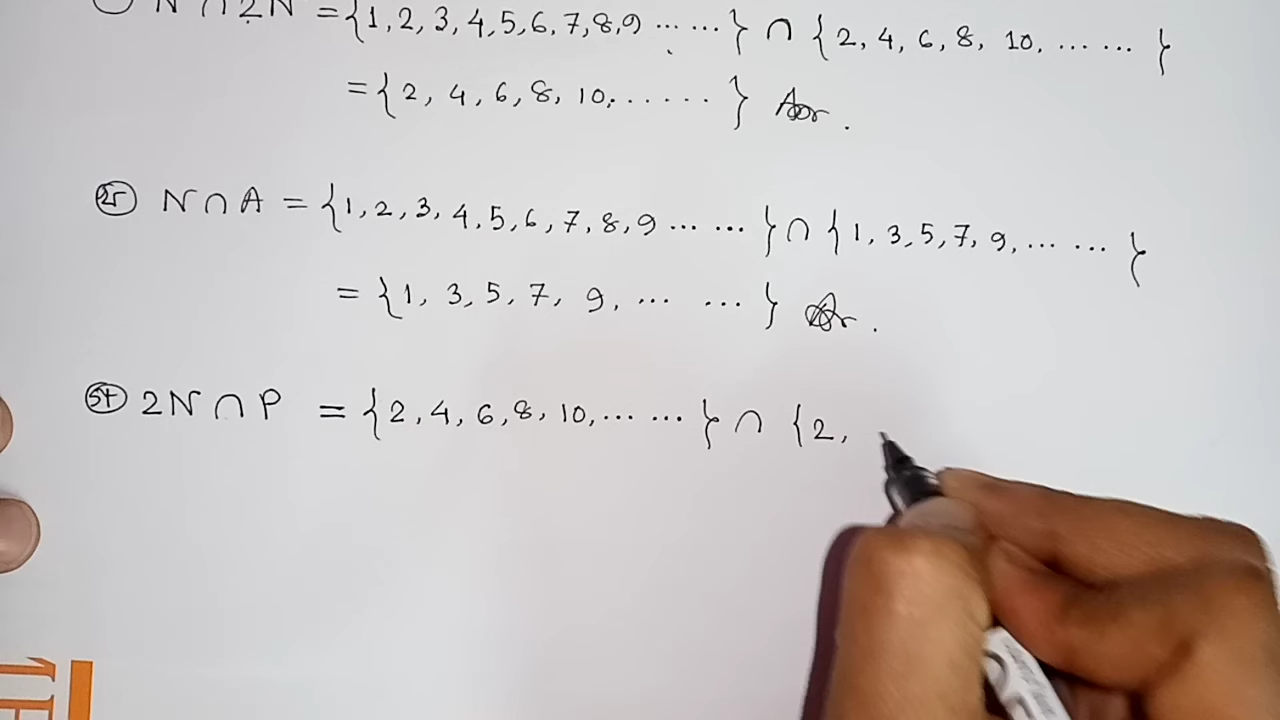 N ∩ 2N = {1, 2, 3, 4, 5, 6, 7, 8, 9 ... ... } ∩ { 2, 4, 6, 8, 10, ... ... }
= { 2, 4, 6, 8, 10, ...... }
N ∩ A = {1, 2, 3, 4, 5, 6, 7, 8, 9 ... ... } ∩ { 1, 3, 5, 7, 9, ... ... }
= {1, 3, 5, 7, 9, ... ... }
2N ∩ P = {2, 4, 6, 8, 10, ... ... } ∩ {2,